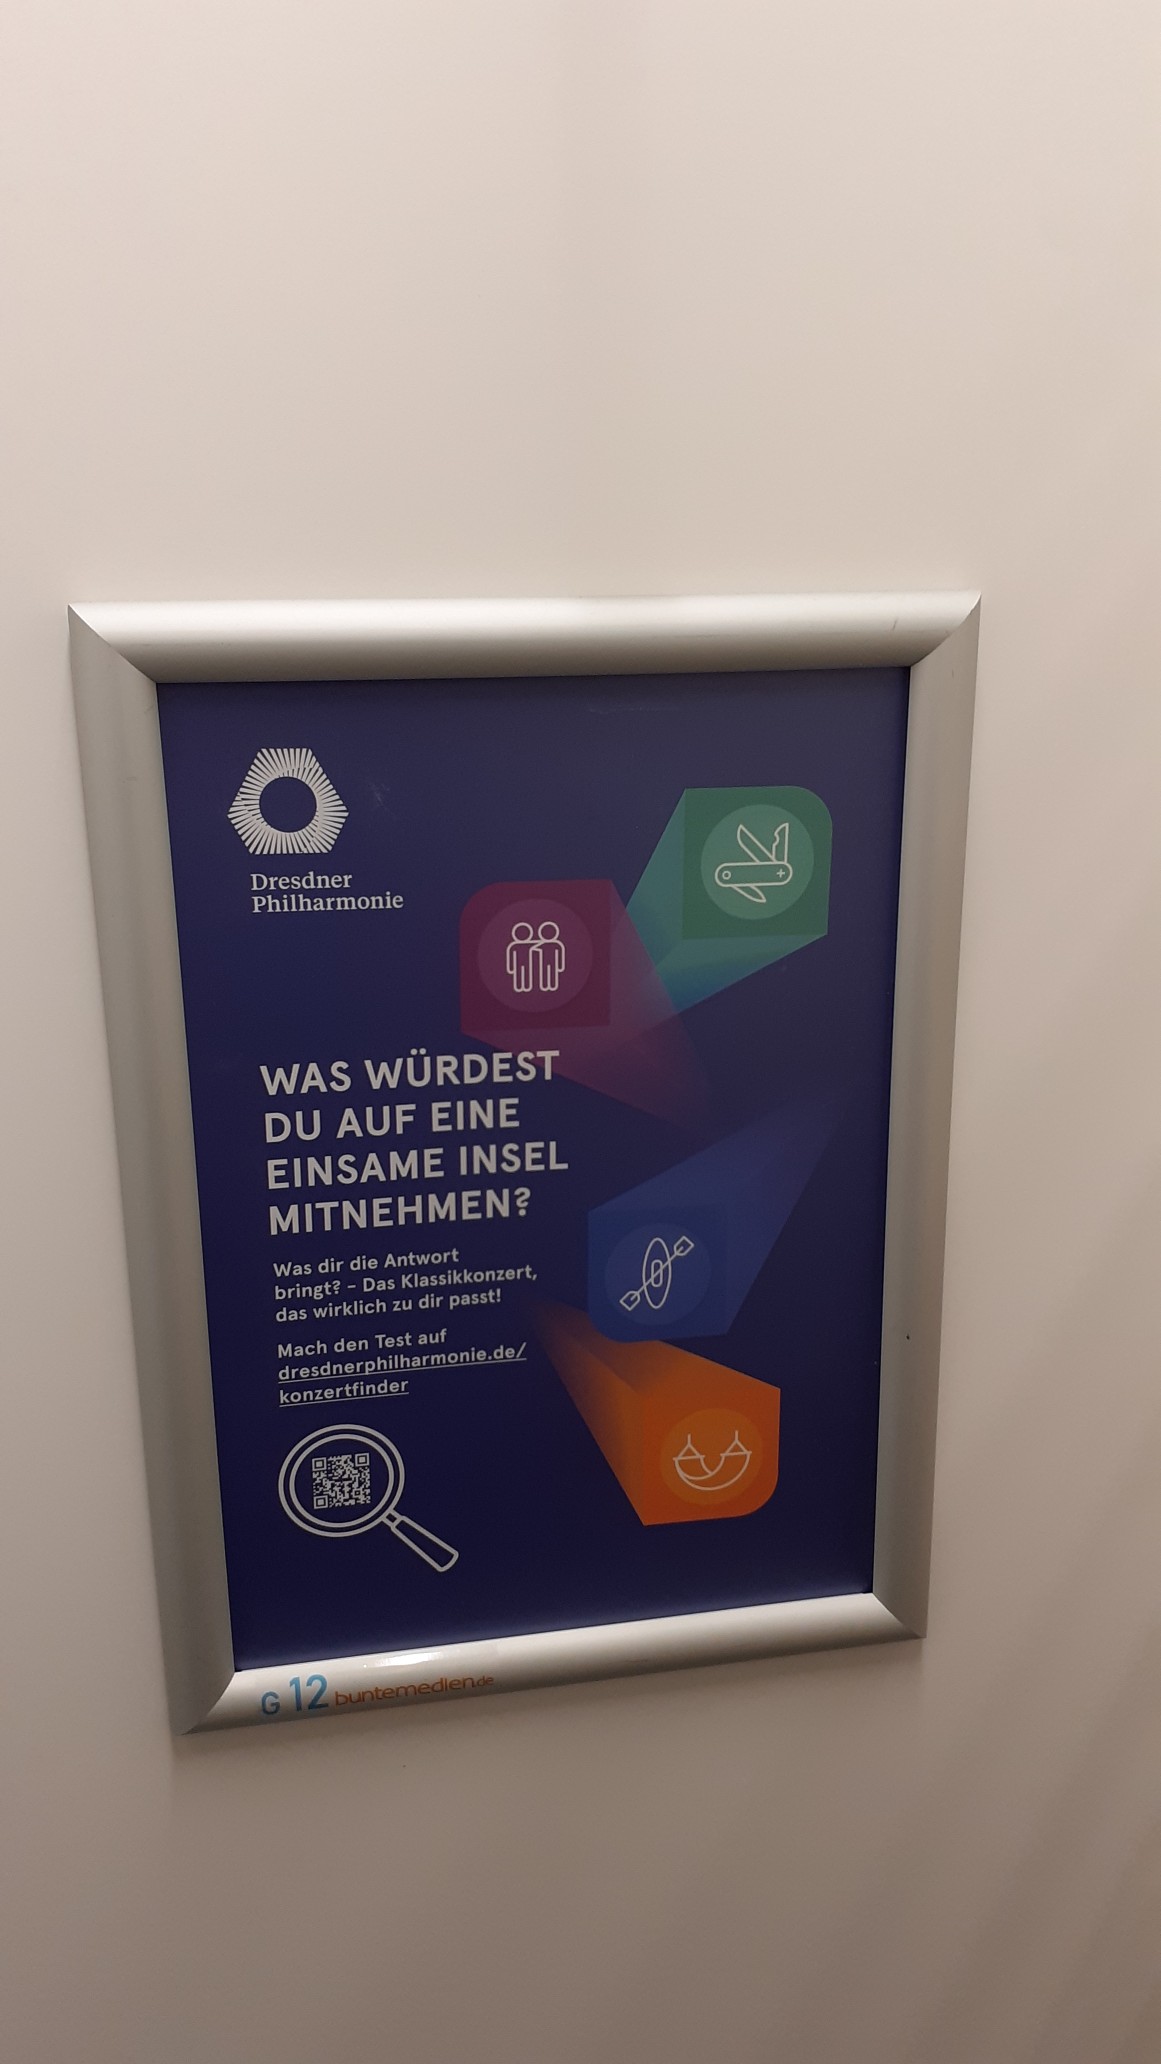 Dresdner
Philharmonie
WAS WÜRDEST
DU AUF EINE
EINSAME INSEL
MITNEHMEN?
Was dir die Antwort
bringt? – Das Klassikkonzert,
das wirklich zu dir passt!
Mach den Test auf
dresdnerphilharmonie.de/
konzertfinder
G 12 buntemedien.de